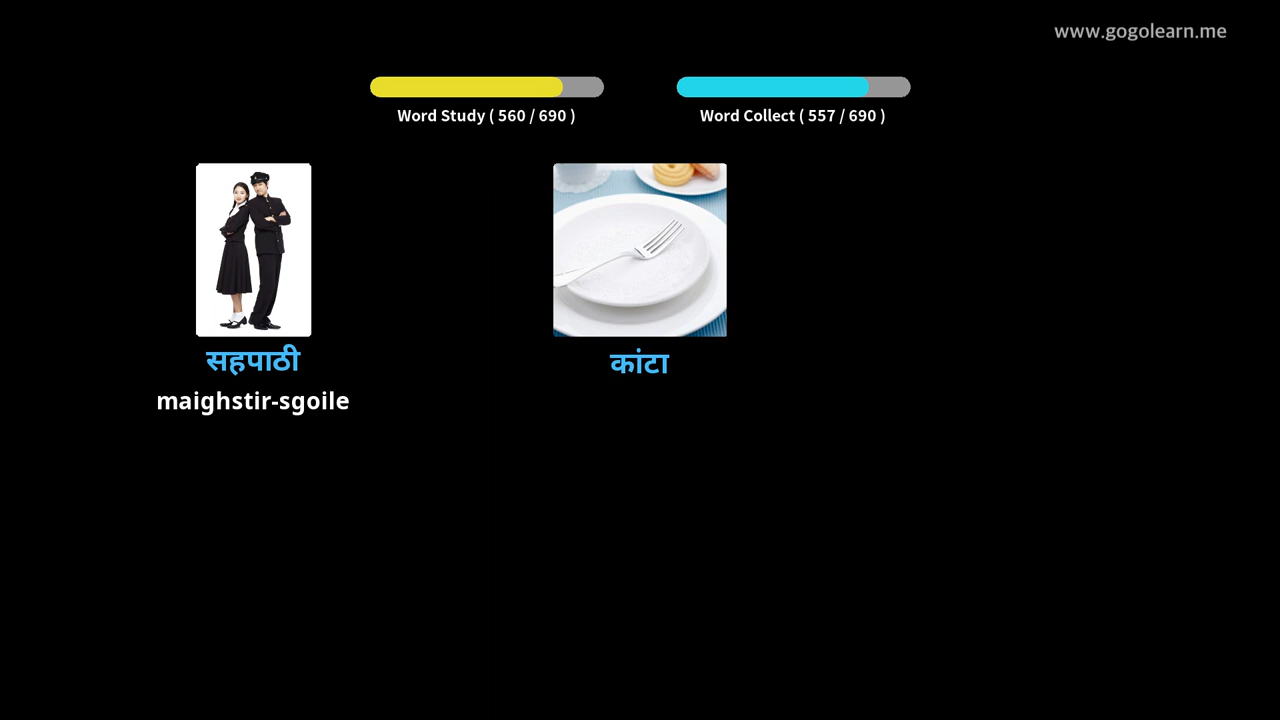 www.gogolearn.me
Word Study ( 560 / 690 )
Word Collect ( 557 / 690 )
सहपाठी
कांटा
maighstir-sgoile